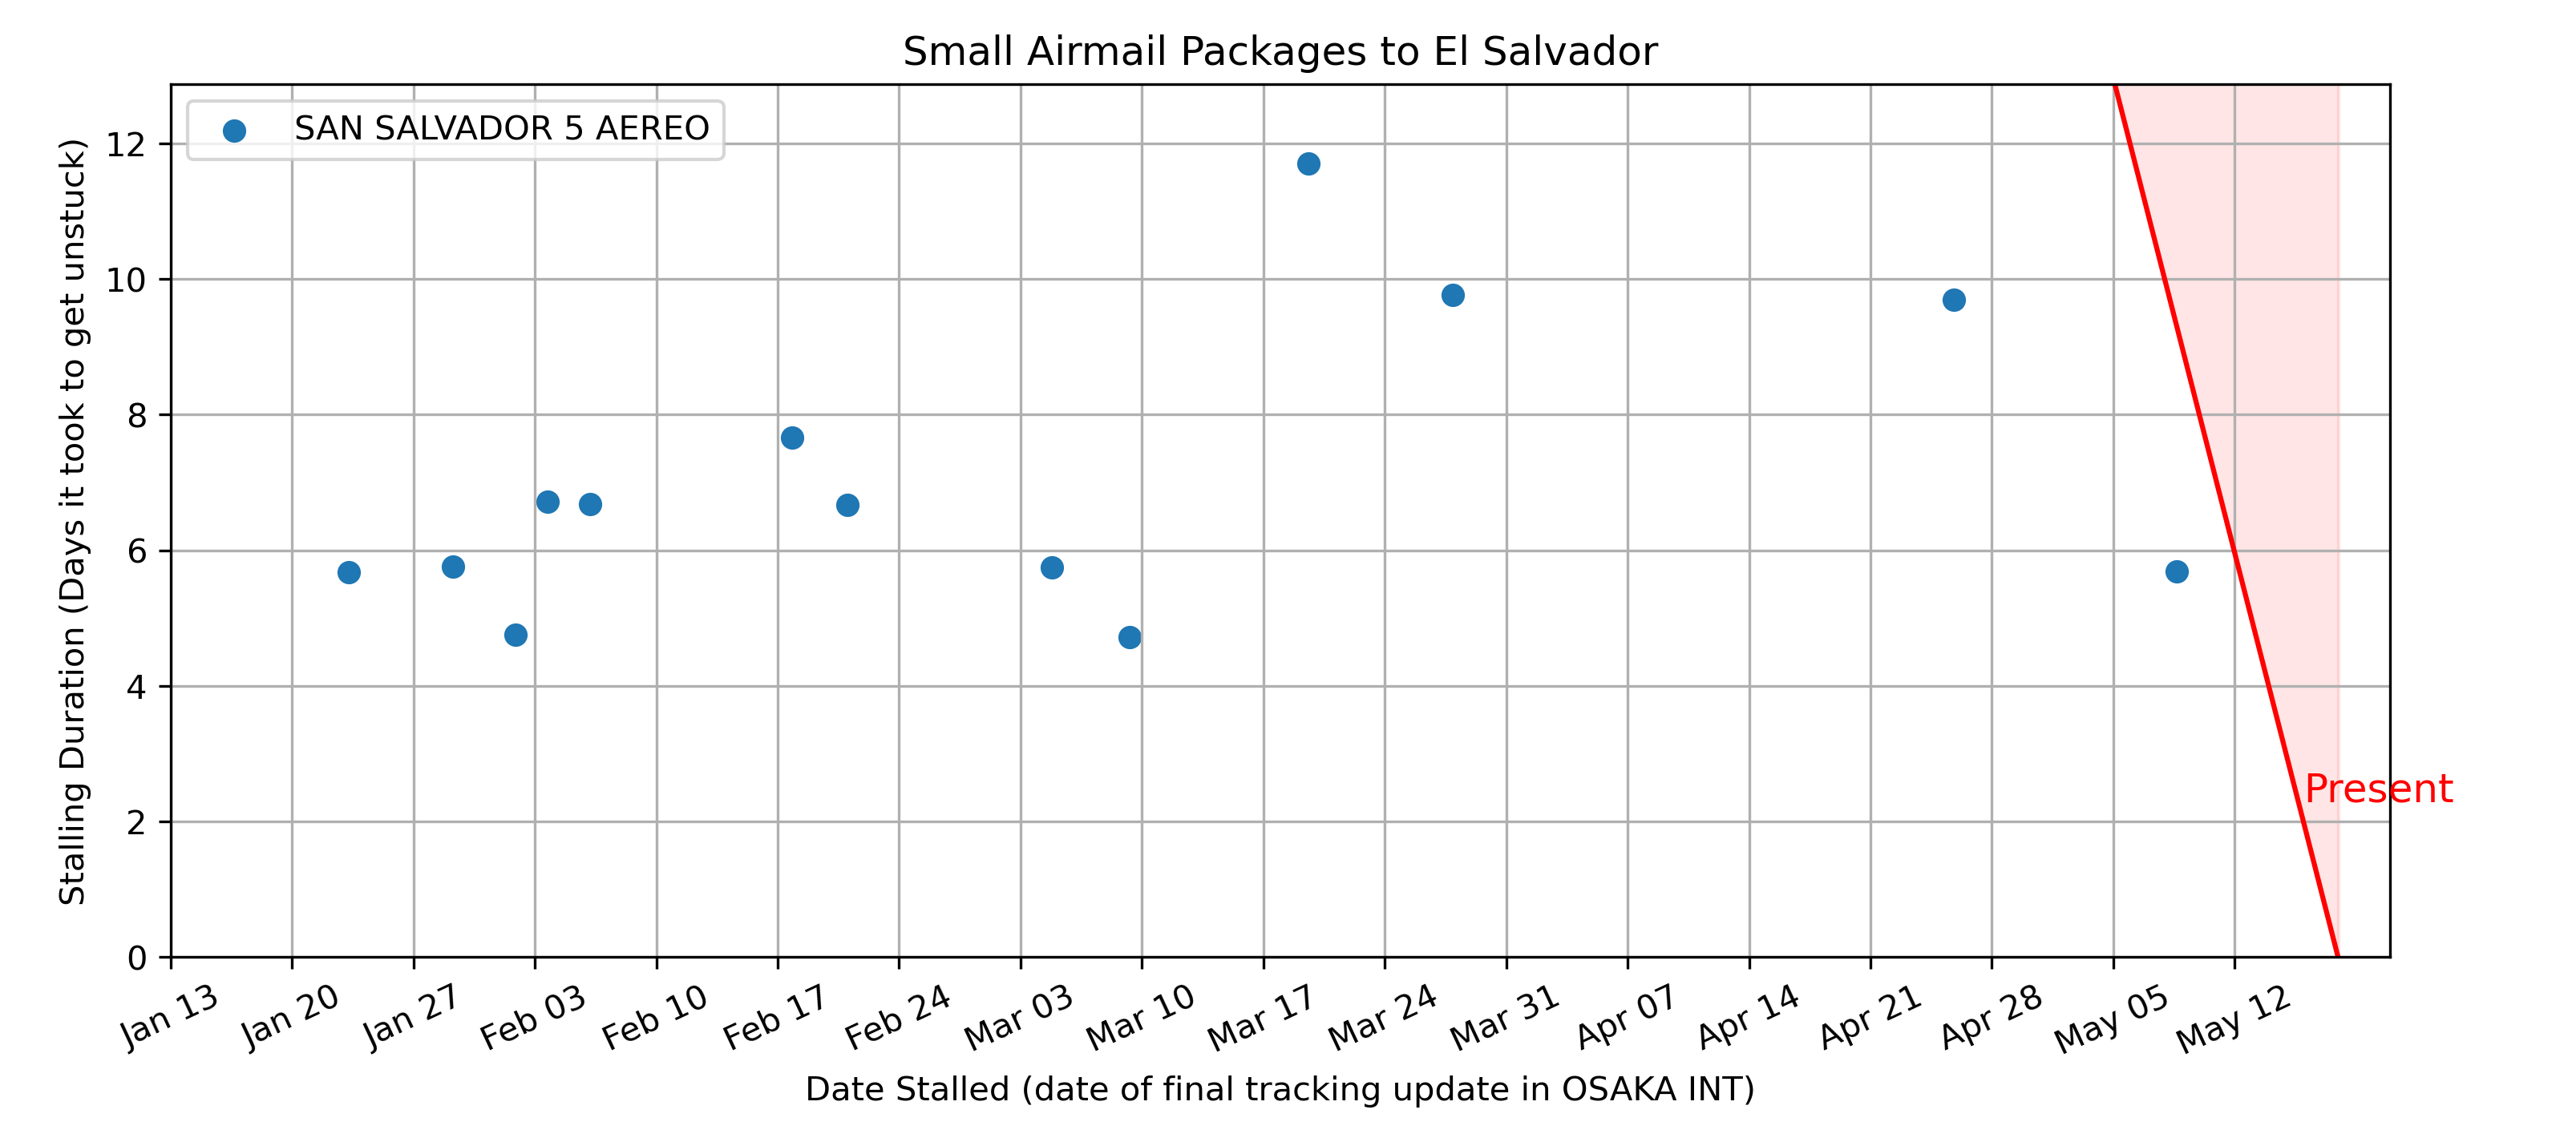 Small Airmail Packages to El Salvador
SAN SALVADOR 5 AEREO
Stalling Duration (Days it took to get unstuck)
12
10
8
6
4
2
0
Present
Jan 13
Jan 20
Jan 27
Feb 03
Feb 10
Feb 17
Feb 24
Mar 03
Mar 10
Mar 17
Mar 24
Mar 31
Apr 07
Apr 14
Apr 21
Apr 28
May 05
May 12
Date Stalled (date of final tracking update in OSAKA INT)